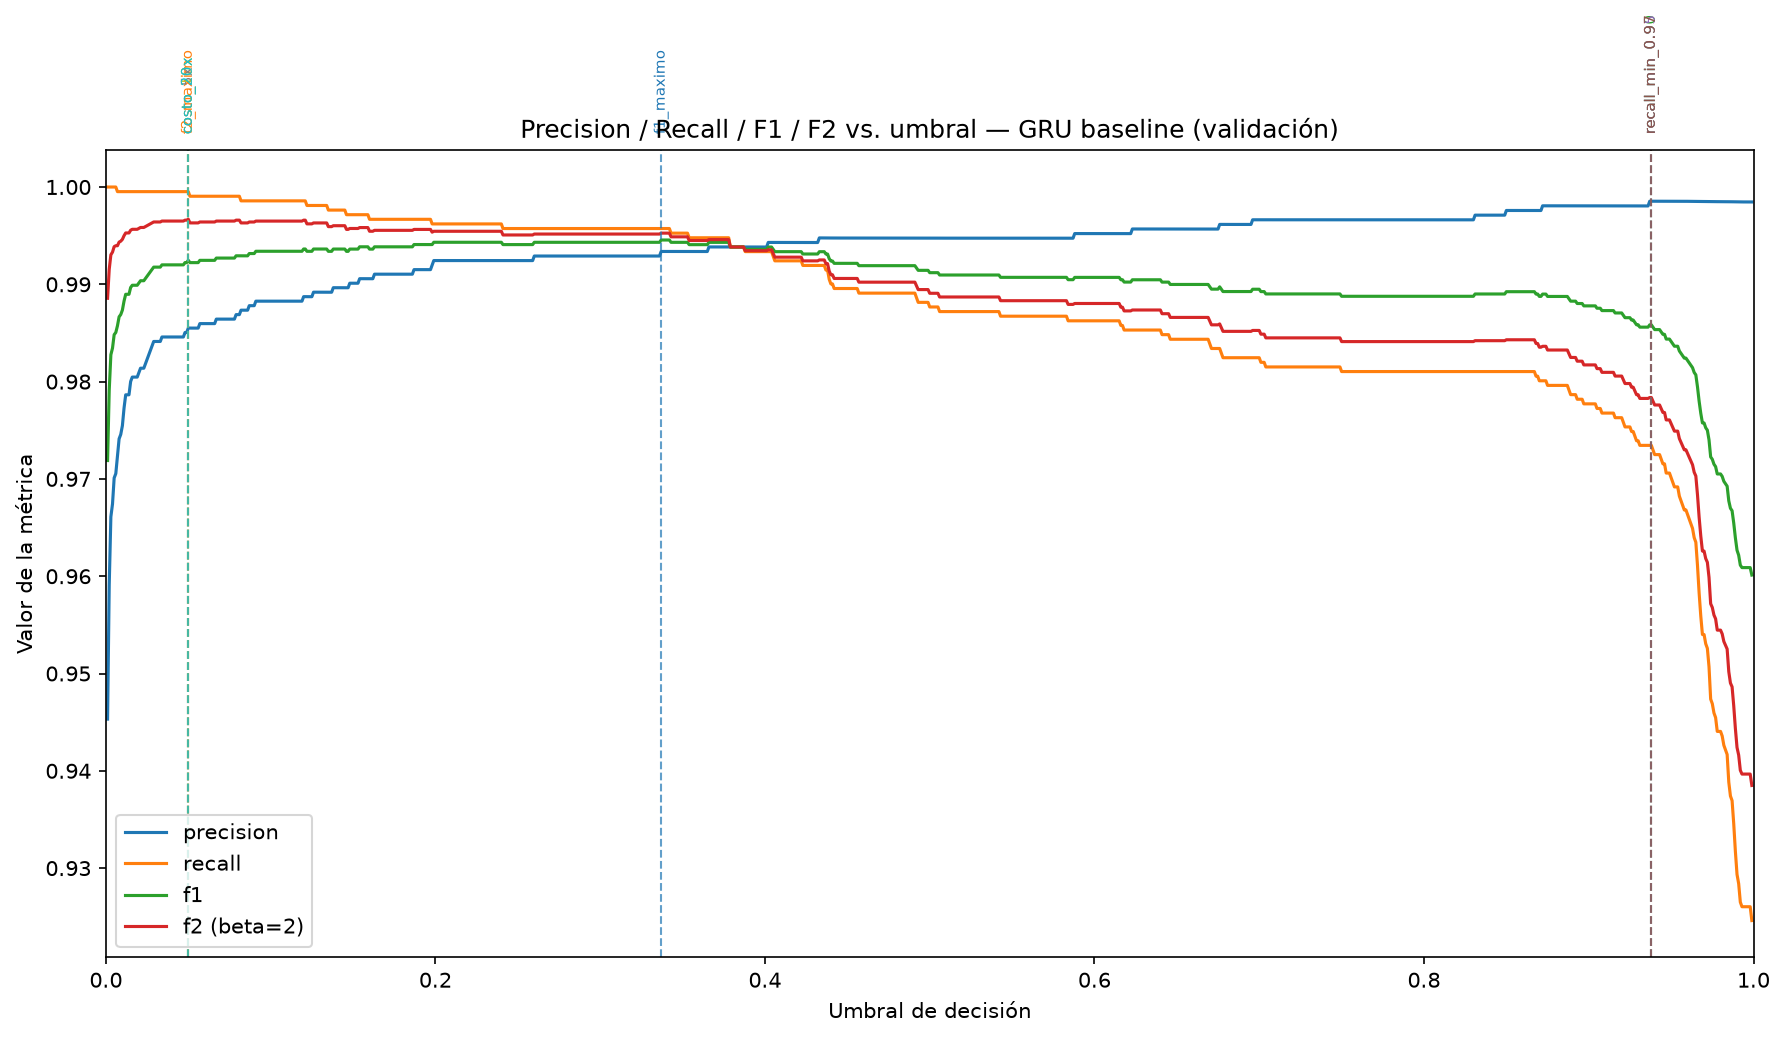 recall_min_0.9
f1_maximo
Precision / Recall / F1 / F2 vs. umbral — GRU baseline (validación)
Valor de la métrica
1.00
0.99
0.98
0.97
0.96
0.95
0.94
0.93
precision
recall
f1
f2 (beta=2)
0.0 0.2 0.4 0.6 0.8 1.0
Umbral de decisión